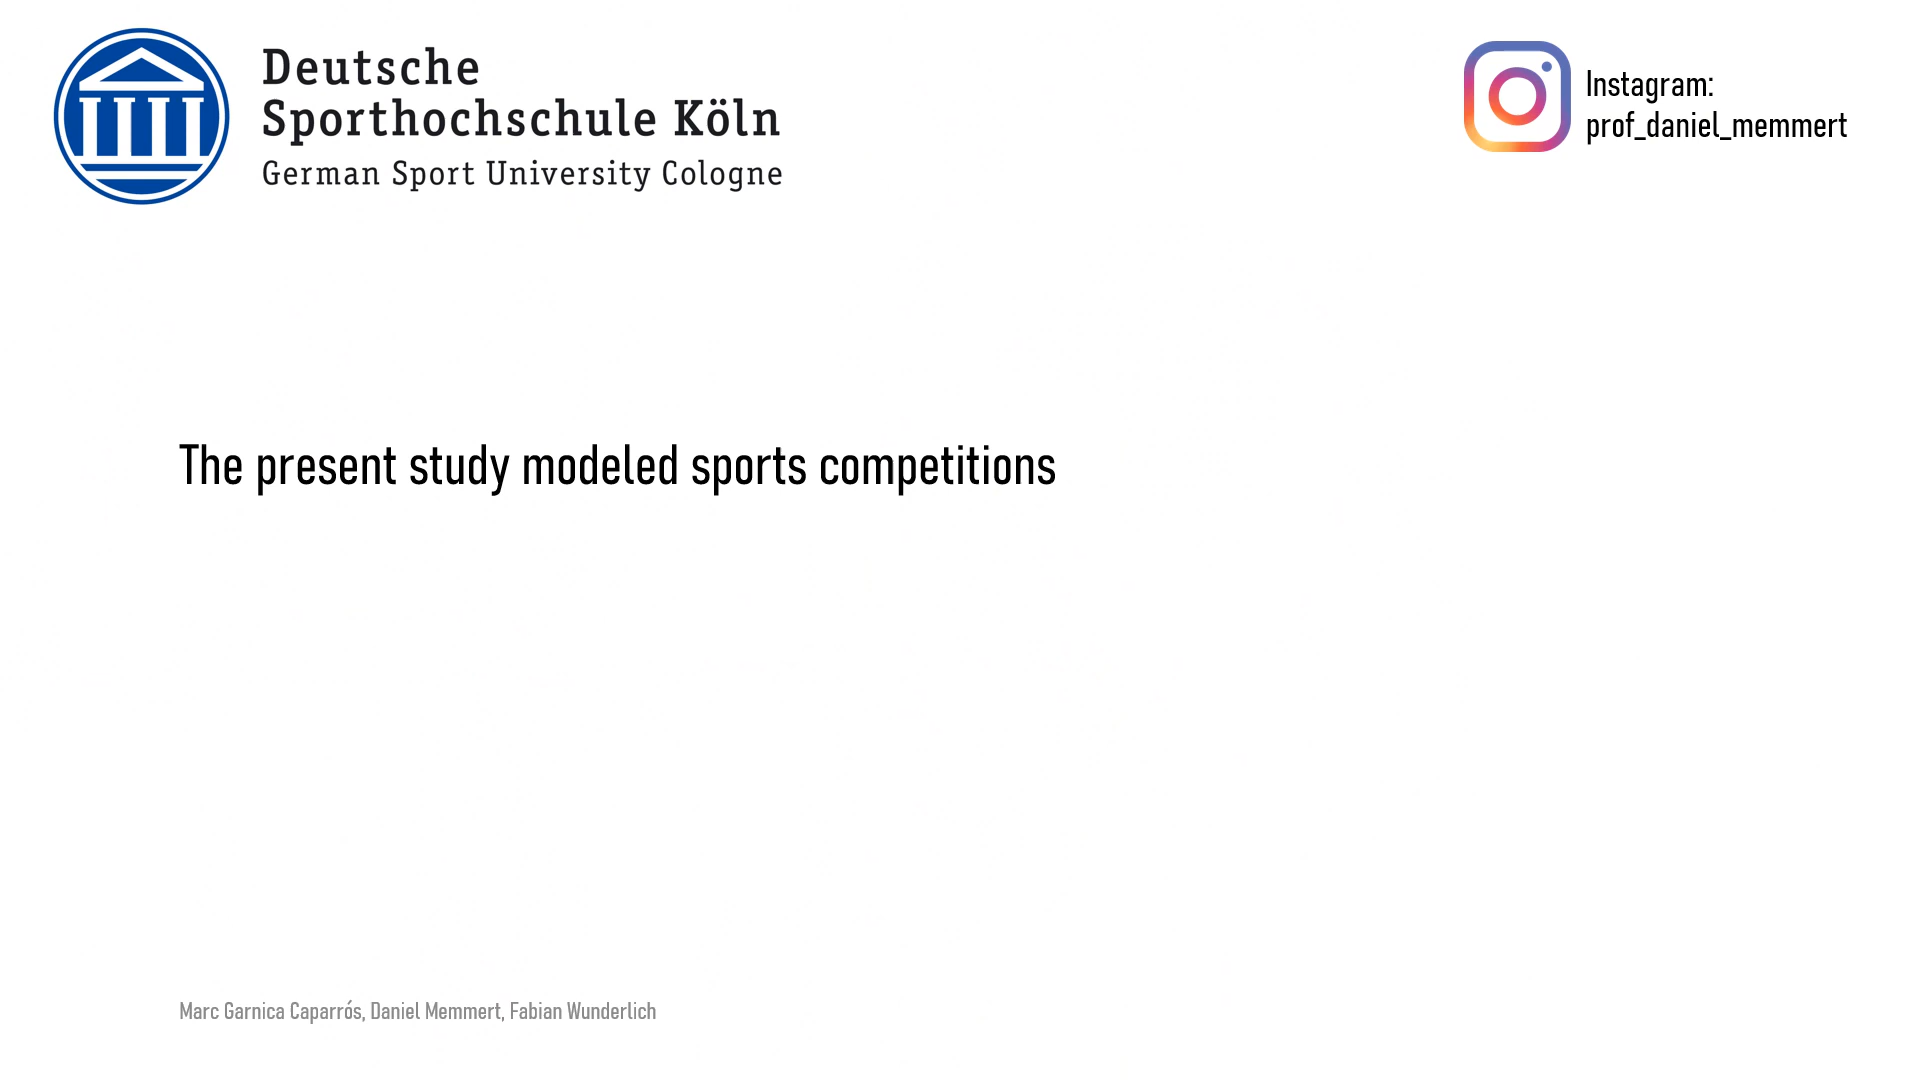 Deutsche
Sporthochschule Köln
German Sport University Cologne
Instagram:
prof_daniel_memmert
The present study modeled sports competitions
Marc Garnica Caparrós, Daniel Memmert, Fabian Wunderlich